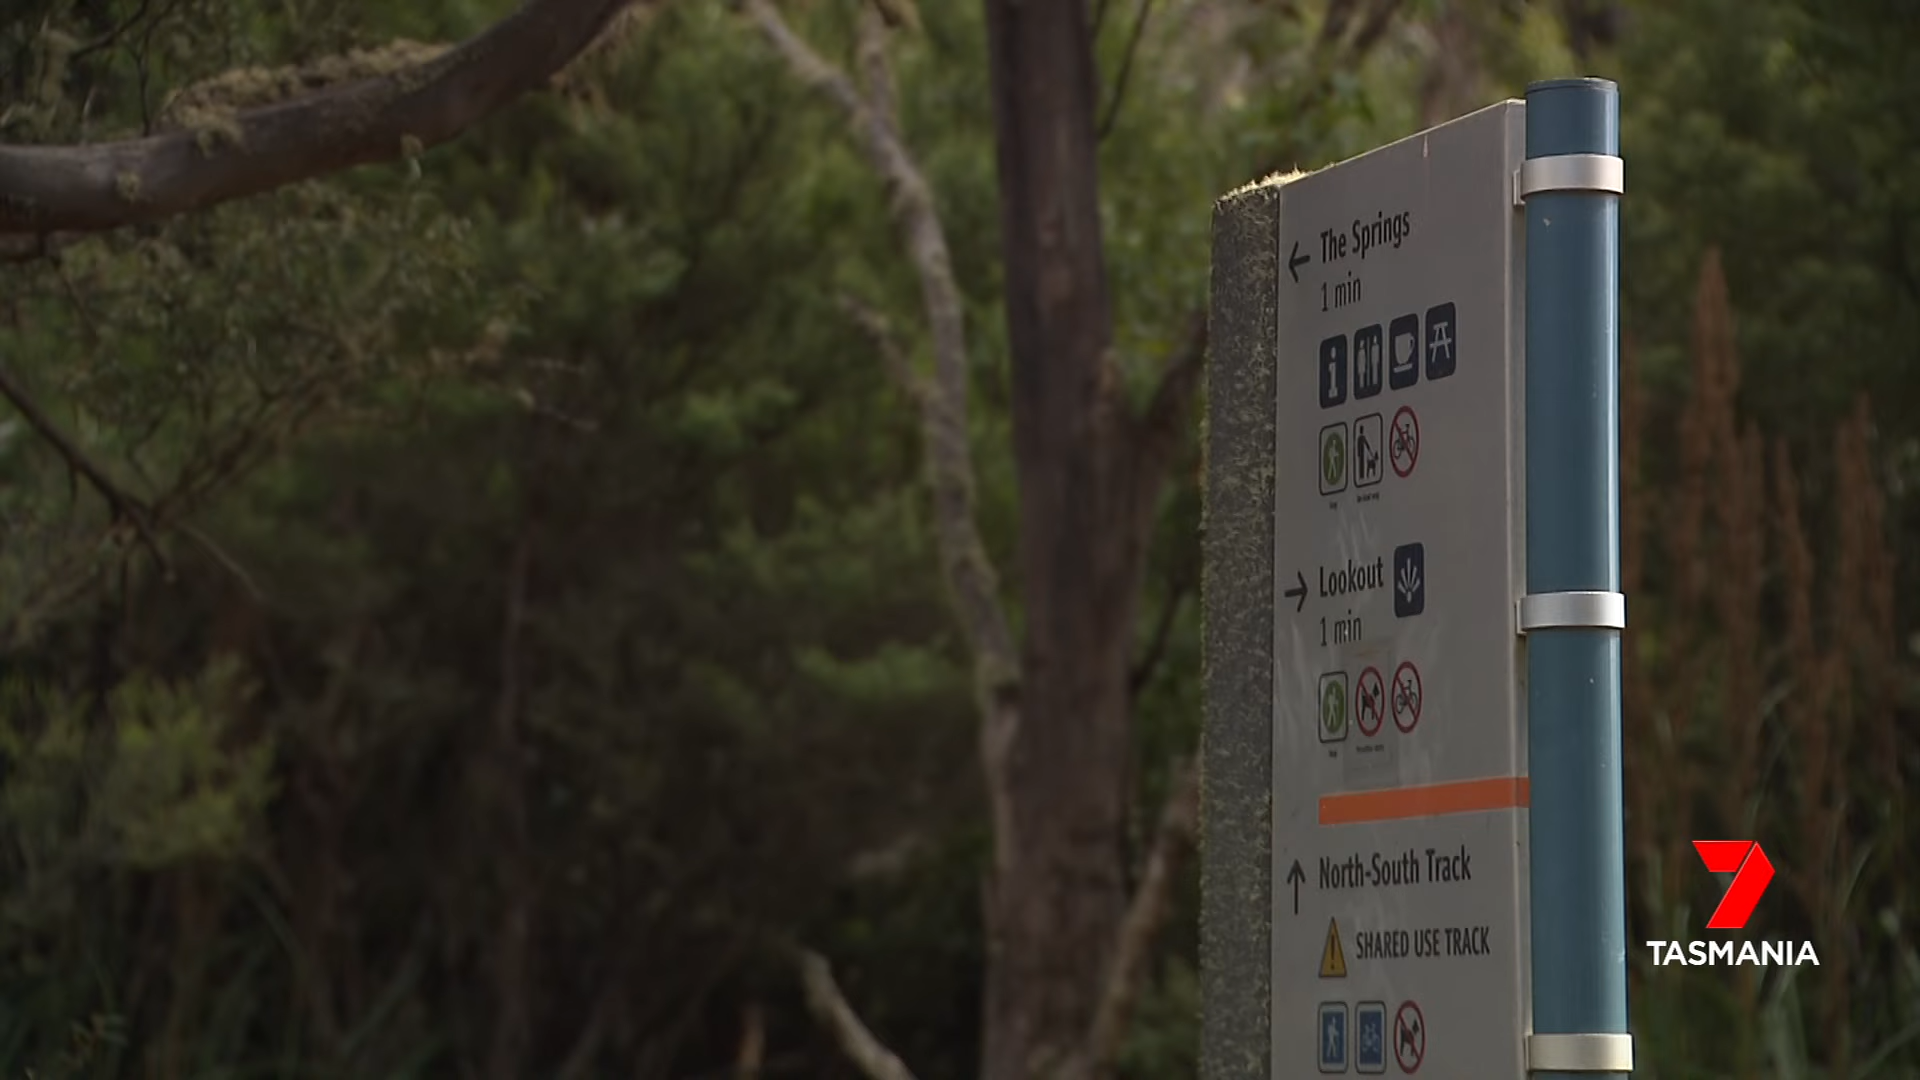 The Springs
1 min
Lookout
1 min
North-South Track
SHARED USE TRACK
7
TASMANIA